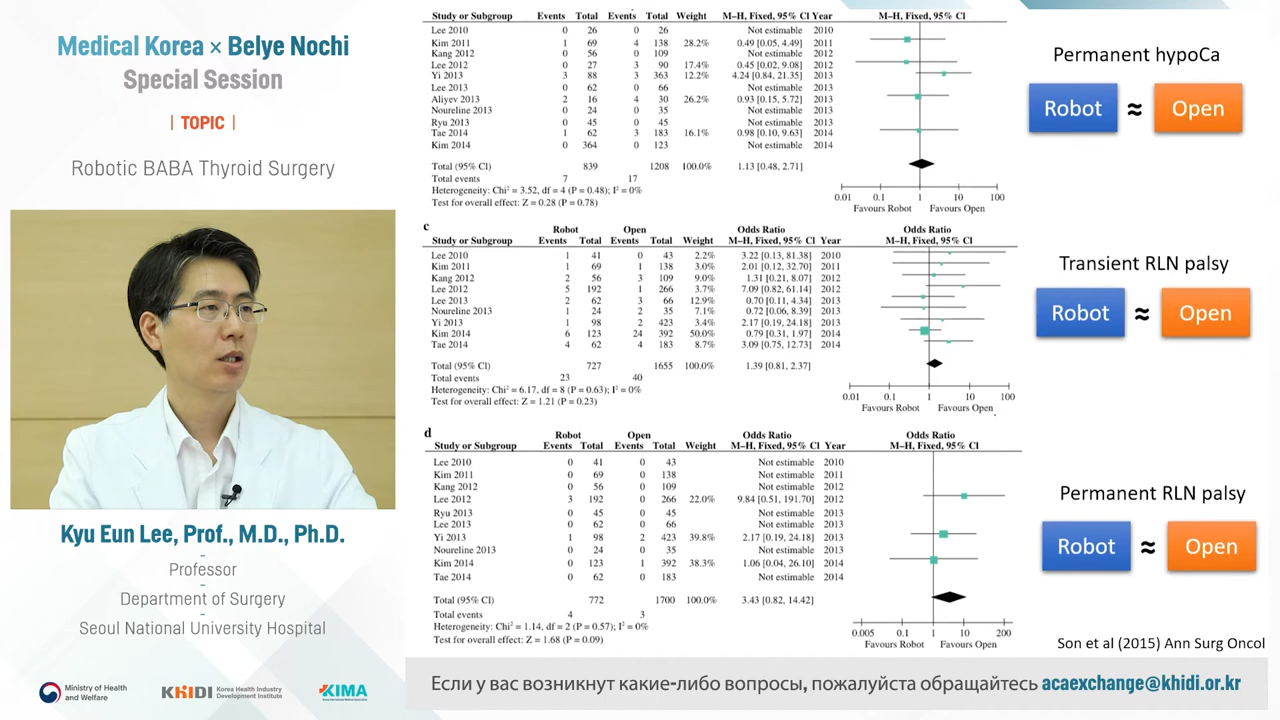 Medical Korea × Belye Nochi
Special Session
| TOPIC |
Robotic BABA Thyroid Surgery
Kyu Eun Lee, Prof., M.D., Ph.D.
-
Professor
-
Department of Surgery
-
Seoul National University Hospital
Ministry of Health
and Welfare
KHIDI Korea Health Industry
Development Institute
KIMA
Study or Subgroup Events Total Events Total Weight M–H, Fixed, 95% CI Year M–H, Fixed, 95% CI
Lee 2010 0 26 0 26 Not estimable 2010
Kim 2011 1 69 4 138 28.2% 0.49 [0.05, 4.49] 2011
Kang 2012 0 56 0 109 Not estimable 2012
Lee 2012 0 27 3 90 17.4% 0.45 [0.02, 9.08] 2012
Yi 2013 3 88 3 363 12.2% 4.24 [0.84, 21.35] 2013
Lee 2013 0 62 0 66 Not estimable 2013
Aliyev 2013 2 16 4 30 26.2% 0.93 [0.15, 5.72] 2013
Noureline 2013 0 24 0 35 Not estimable 2013
Ryu 2013 0 45 0 45 Not estimable 2013
Tae 2014 1 62 3 183 16.1% 0.98 [0.10, 9.63] 2014
Kim 2014 0 364 0 123 Not estimable 2014
Total (95% CI) 839 1208 100.0% 1.13 [0.48, 2.71]
Total events 7 17
Heterogeneity: Chi² = 3.52, df = 4 (P = 0.48); I² = 0%
Test for overall effect: Z = 0.28 (P = 0.78)
0.01 0.1 1 10 100
Favours Robot Favours Open
Permanent hypoCa
Robot ≈ Open
c
Robot Open Odds Ratio Odds Ratio
Study or Subgroup Events Total Events Total Weight M–H, Fixed, 95% CI Year M–H, Fixed, 95% CI
Lee 2010 1 41 0 43 2.2% 3.22 [0.13, 81.38] 2010
Kim 2011 1 69 1 138 3.0% 2.01 [0.12, 32.70] 2011
Kang 2012 2 56 3 109 9.0% 1.31 [0.21, 8.07] 2012
Lee 2012 5 192 1 266 3.7% 7.09 [0.82, 61.14] 2012
Lee 2013 2 62 3 66 12.9% 0.70 [0.11, 4.34] 2013
Noureline 2013 1 24 2 35 7.1% 0.72 [0.06, 8.39] 2013
Yi 2013 1 98 2 423 3.4% 2.17 [0.19, 24.18] 2013
Kim 2014 6 123 24 392 50.0% 0.79 [0.31, 1.97] 2014
Tae 2014 4 62 4 183 8.7% 3.09 [0.75, 12.73] 2014
Total (95% CI) 727 1655 100.0% 1.39 [0.81, 2.37]
Total events 23 40
Heterogeneity: Chi² = 6.17, df = 8 (P = 0.63); I² = 0%
Test for overall effect: Z = 1.21 (P = 0.23)
0.01 0.1 1 10 100
Favours Robot Favours Open
Transient RLN palsy
Robot ≈ Open
d
Robot Open Odds Ratio Odds Ratio
Study or Subgroup Events Total Events Total Weight M–H, Fixed, 95% CI Year M–H, Fixed, 95% CI
Lee 2010 0 41 0 43 Not estimable 2010
Kim 2011 0 69 0 138 Not estimable 2011
Kang 2012 0 56 0 109 Not estimable 2012
Lee 2012 3 192 0 266 22.0% 9.84 [0.51, 191.70] 2012
Ryu 2013 0 45 0 45 Not estimable 2013
Lee 2013 0 62 0 66 Not estimable 2013
Yi 2013 1 98 2 423 39.8% 2.17 [0.19, 24.18] 2013
Noureline 2013 0 24 0 35 Not estimable 2013
Kim 2014 0 123 1 392 38.3% 1.06 [0.04, 26.10] 2014
Tae 2014 0 62 0 183 Not estimable 2014
Total (95% CI) 772 1700 100.0% 3.43 [0.82, 14.42]
Total events 4 3
Heterogeneity: Chi² = 1.14, df = 2 (P = 0.57); I² = 0%
Test for overall effect: Z = 1.68 (P = 0.09)
0.005 0.1 1 10 200
Favours Robot Favours Open
Permanent RLN palsy
Robot ≈ Open
Son et al (2015) Ann Surg Oncol
Если у вас возникнут какие-либо вопросы, пожалуйста обращайтесь acaexchange@khidi.or.kr